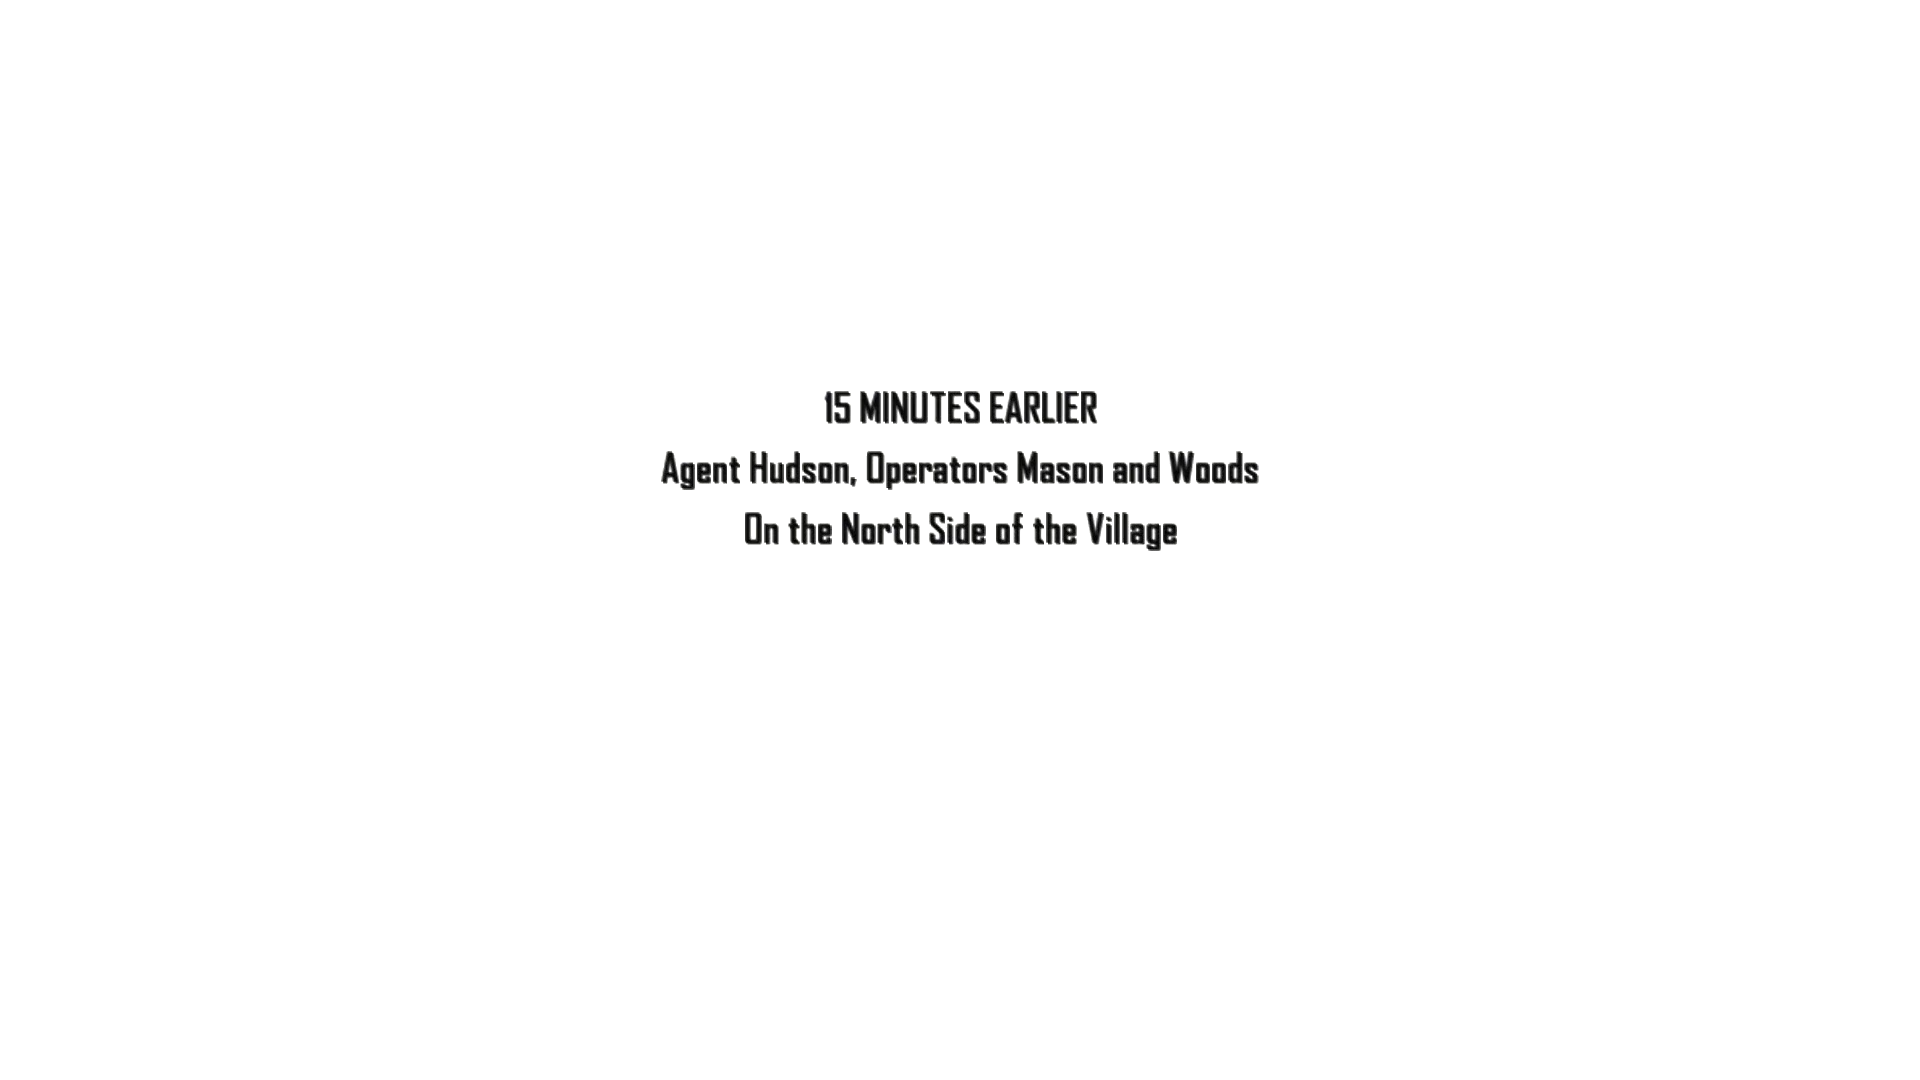 15 MINUTES EARLIER
Agent Hudson, Operators Mason and Woods
On the North Side of the Village